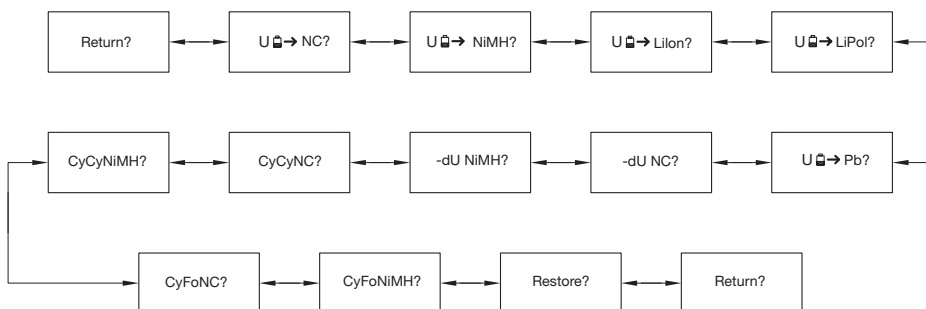 Return?
U → NC?
U → NiMH?
U → LiIon?
U → LiPol?
CyCyNiMH?
CyCyNC?
-dU NiMH?
-dU NC?
U → Pb?
CyFoNC?
CyFoNiMH?
Restore?
Return?